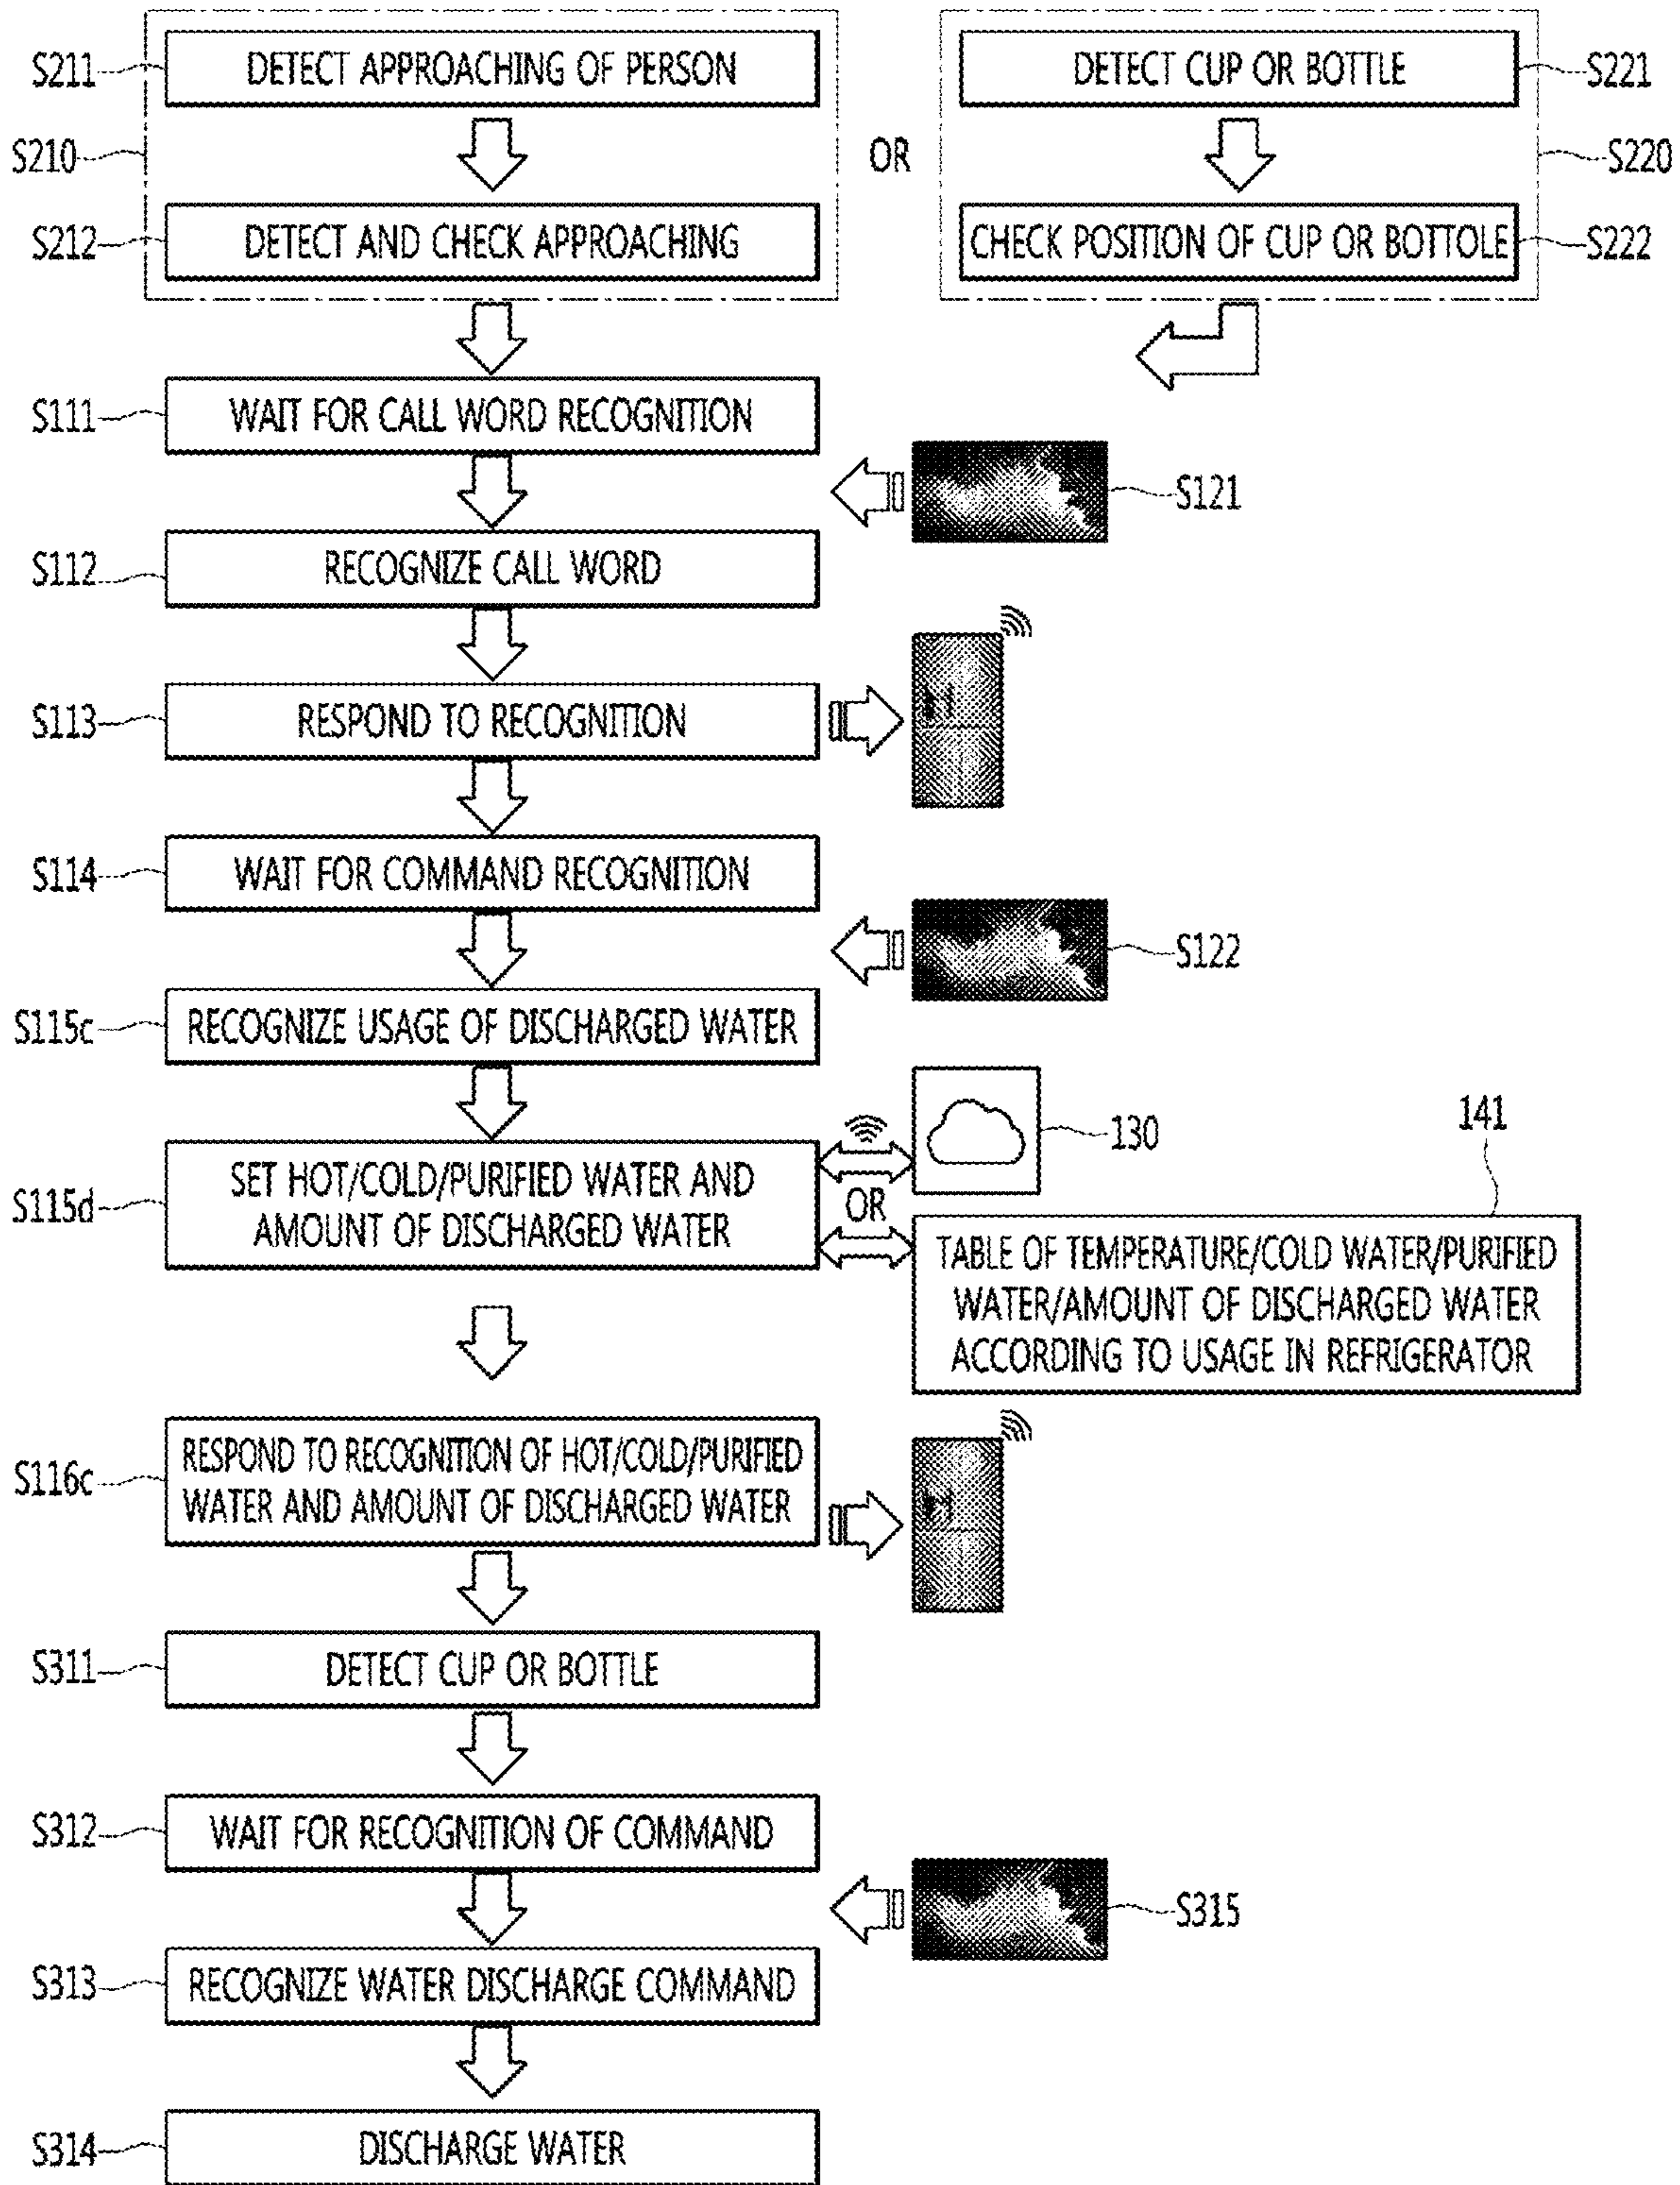 S211
DETECT APPROACHING OF PERSON
DETECT CUP OR BOTTLE
S221
S210
OR
S220
S212
DETECT AND CHECK APPROACHING
CHECK POSITION OF CUP OR BOTTOLE
S222
S111
WAIT FOR CALL WORD RECOGNITION
S121
S112
RECOGNIZE CALL WORD
S113
RESPOND TO RECOGNITION
S114
WAIT FOR COMMAND RECOGNITION
S122
S115c
RECOGNIZE USAGE OF DISCHARGED WATER
130
141
S115d
SET HOT/COLD/PURIFIED WATER AND
AMOUNT OF DISCHARGED WATER
OR
TABLE OF TEMPERATURE/COLD WATER/PURIFIED
WATER/AMOUNT OF DISCHARGED WATER
ACCORDING TO USAGE IN REFRIGERATOR
S116c
RESPOND TO RECOGNITION OF HOT/COLD/PURIFIED
WATER AND AMOUNT OF DISCHARGED WATER
S311
DETECT CUP OR BOTTLE
S312
WAIT FOR RECOGNITION OF COMMAND
S315
S313
RECOGNIZE WATER DISCHARGE COMMAND
S314
DISCHARGE WATER